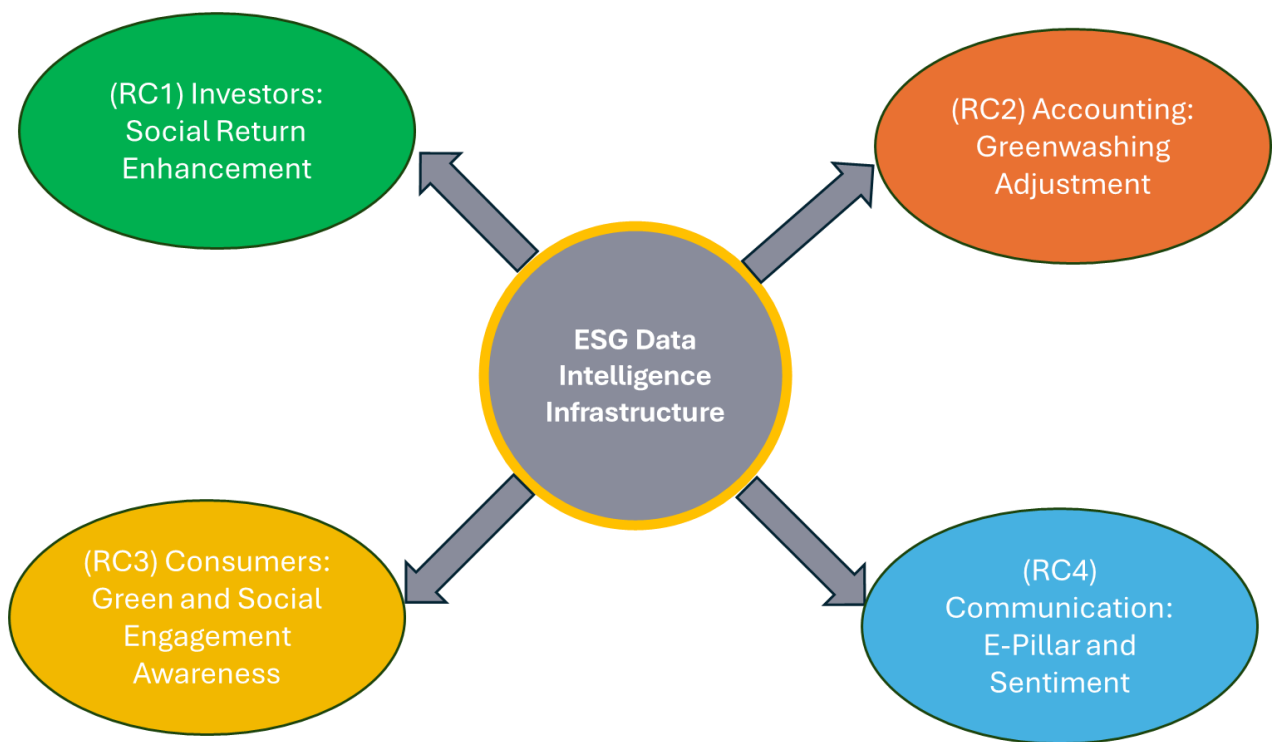 (RC1) Investors:
Social Return
Enhancement
(RC2) Accounting:
Greenwashing
Adjustment
ESG Data
Intelligence
Infrastructure
(RC3) Consumers:
Green and Social
Engagement
Awareness
(RC4)
Communication:
E-Pillar and
Sentiment